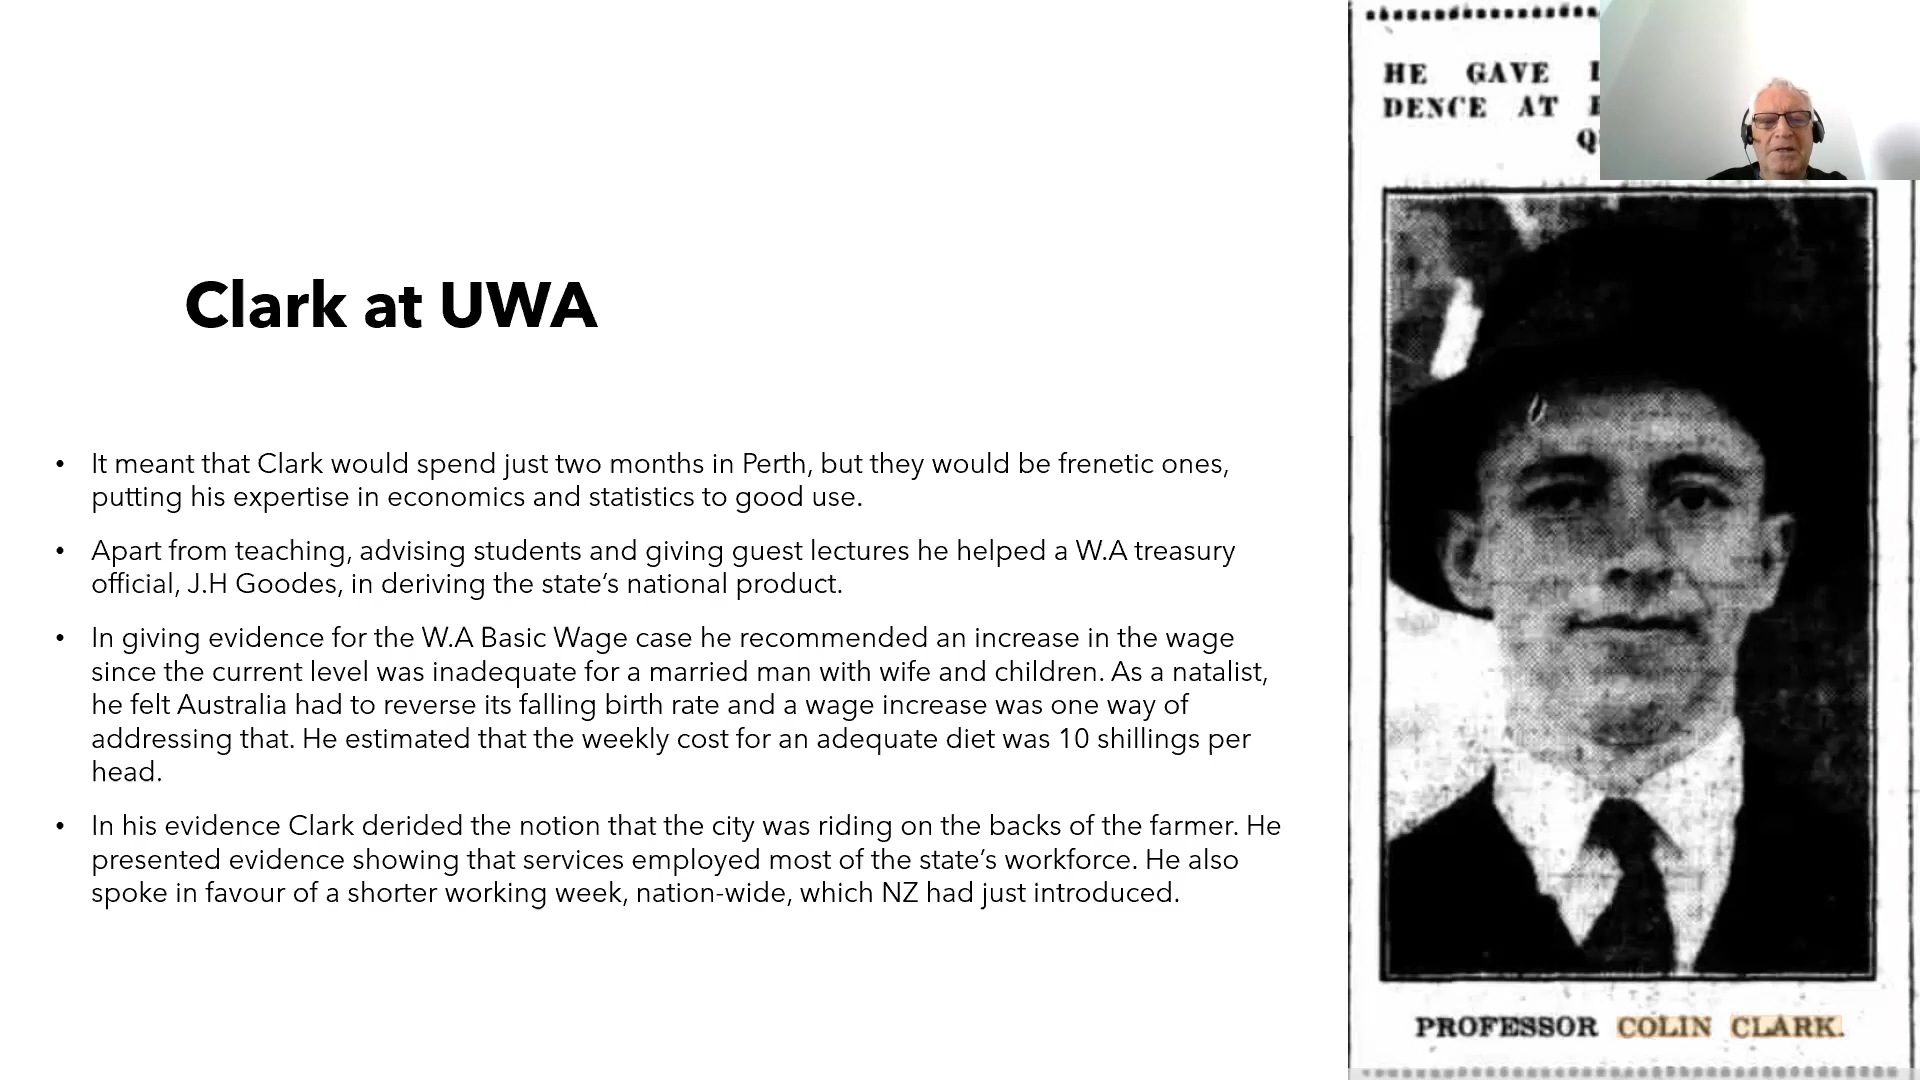 HE GAVE
DENCE AT
Clark at UWA
• It meant that Clark would spend just two months in Perth, but they would be frenetic ones,
putting his expertise in economics and statistics to good use.
• Apart from teaching, advising students and giving guest lectures he helped a W.A treasury
official, J.H Goodes, in deriving the state’s national product.
• In giving evidence for the W.A Basic Wage case he recommended an increase in the wage
since the current level was inadequate for a married man with wife and children. As a natalist,
he felt Australia had to reverse its falling birth rate and a wage increase was one way of
addressing that. He estimated that the weekly cost for an adequate diet was 10 shillings per
head.
• In his evidence Clark derided the notion that the city was riding on the backs of the farmer. He
presented evidence showing that services employed most of the state’s workforce. He also
spoke in favour of a shorter working week, nation-wide, which NZ had just introduced.
PROFESSOR COLIN CLARK.